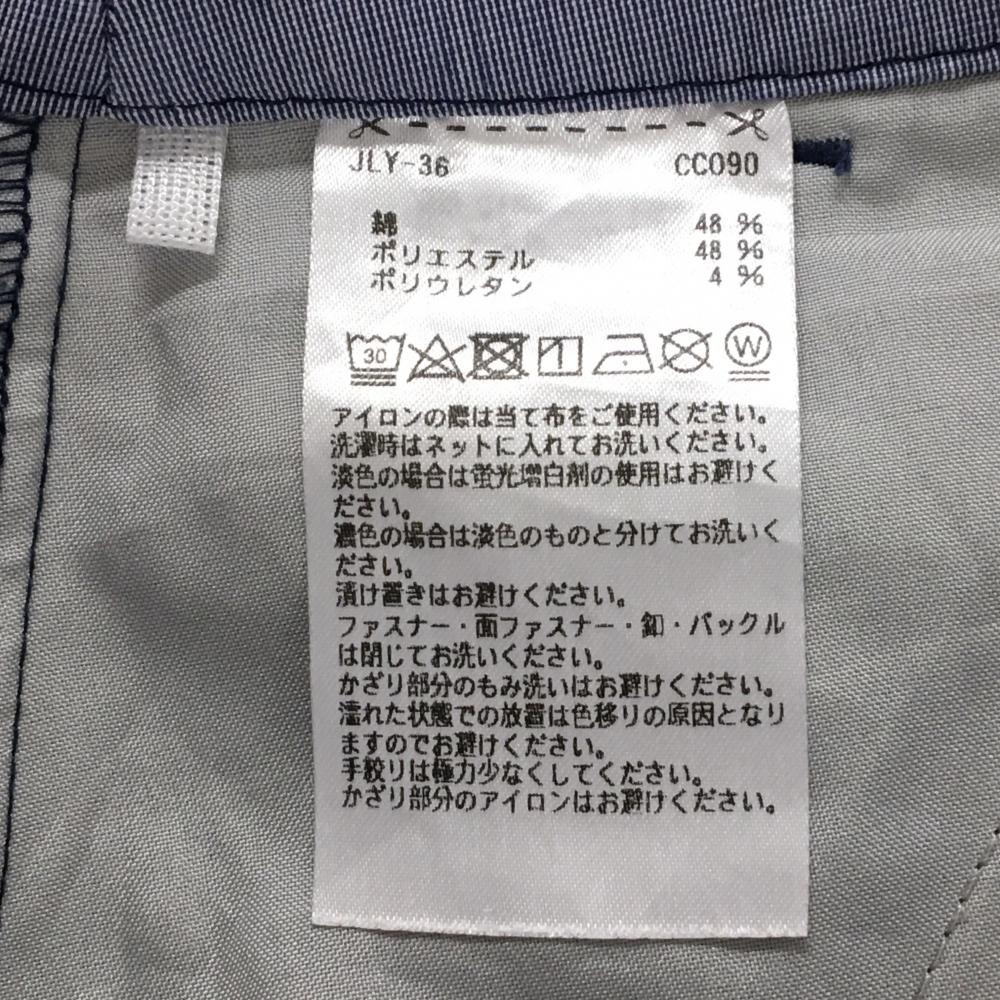 JLY-36 CC090
綿 48 %
ポリエステル 48 %
ポリウレタン 4 %
30 W
アイロンの際は当て布をご使用ください。
洗濯時はネットに入れてお洗いください。
淡色の場合は蛍光増白剤の使用はお避けく
ださい。
濃色の場合は淡色のものと分けてお洗いく
ださい。
漬け置きはお避けください。
ファスナー・面ファスナー・釦・バックル
は閉じてお洗いください。
かざり部分のもみ洗いはお避けください。
濡れた状態での放置は色移りの原因となり
ますのでお避けください。
手絞りは極力少なくしてください。
かざり部分のアイロンはお避けください。